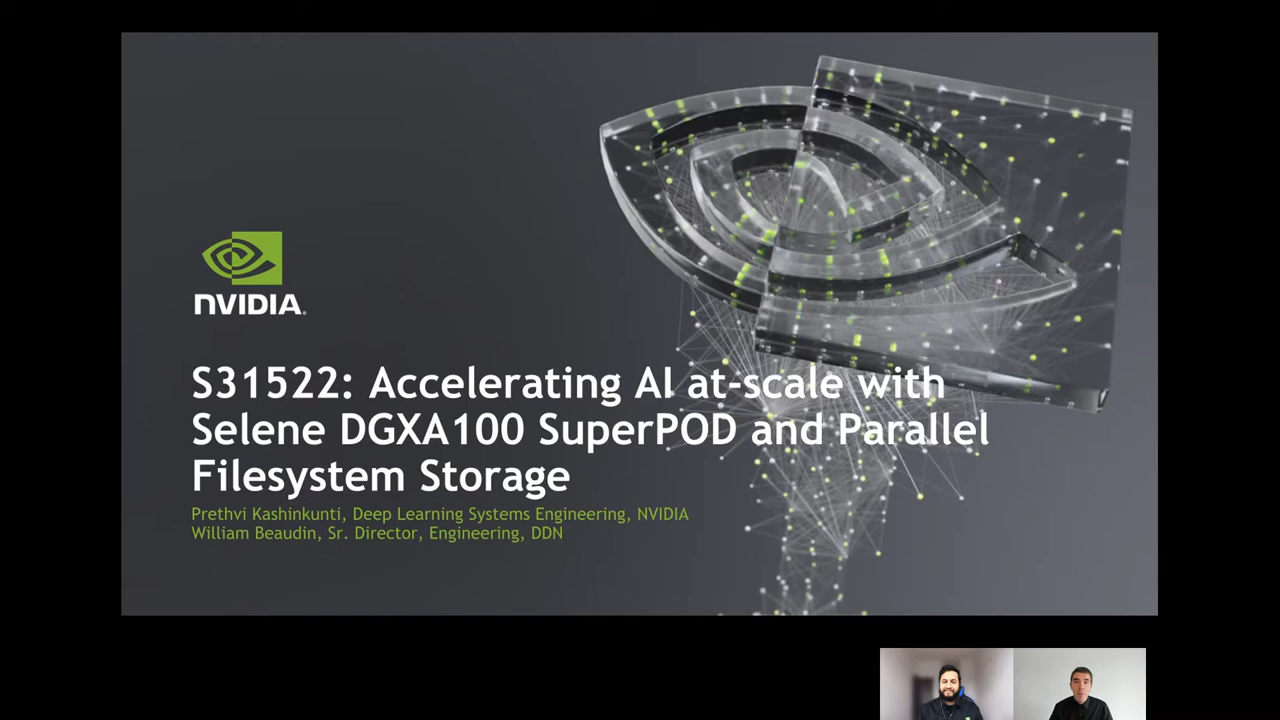 NVIDIA.
S31522: Accelerating AI at-scale with
Selene DGXA100 SuperPOD and Parallel
Filesystem Storage
Prethvi Kashinkunti, Deep Learning Systems Engineering, NVIDIA
William Beaudin, Sr. Director, Engineering, DDN